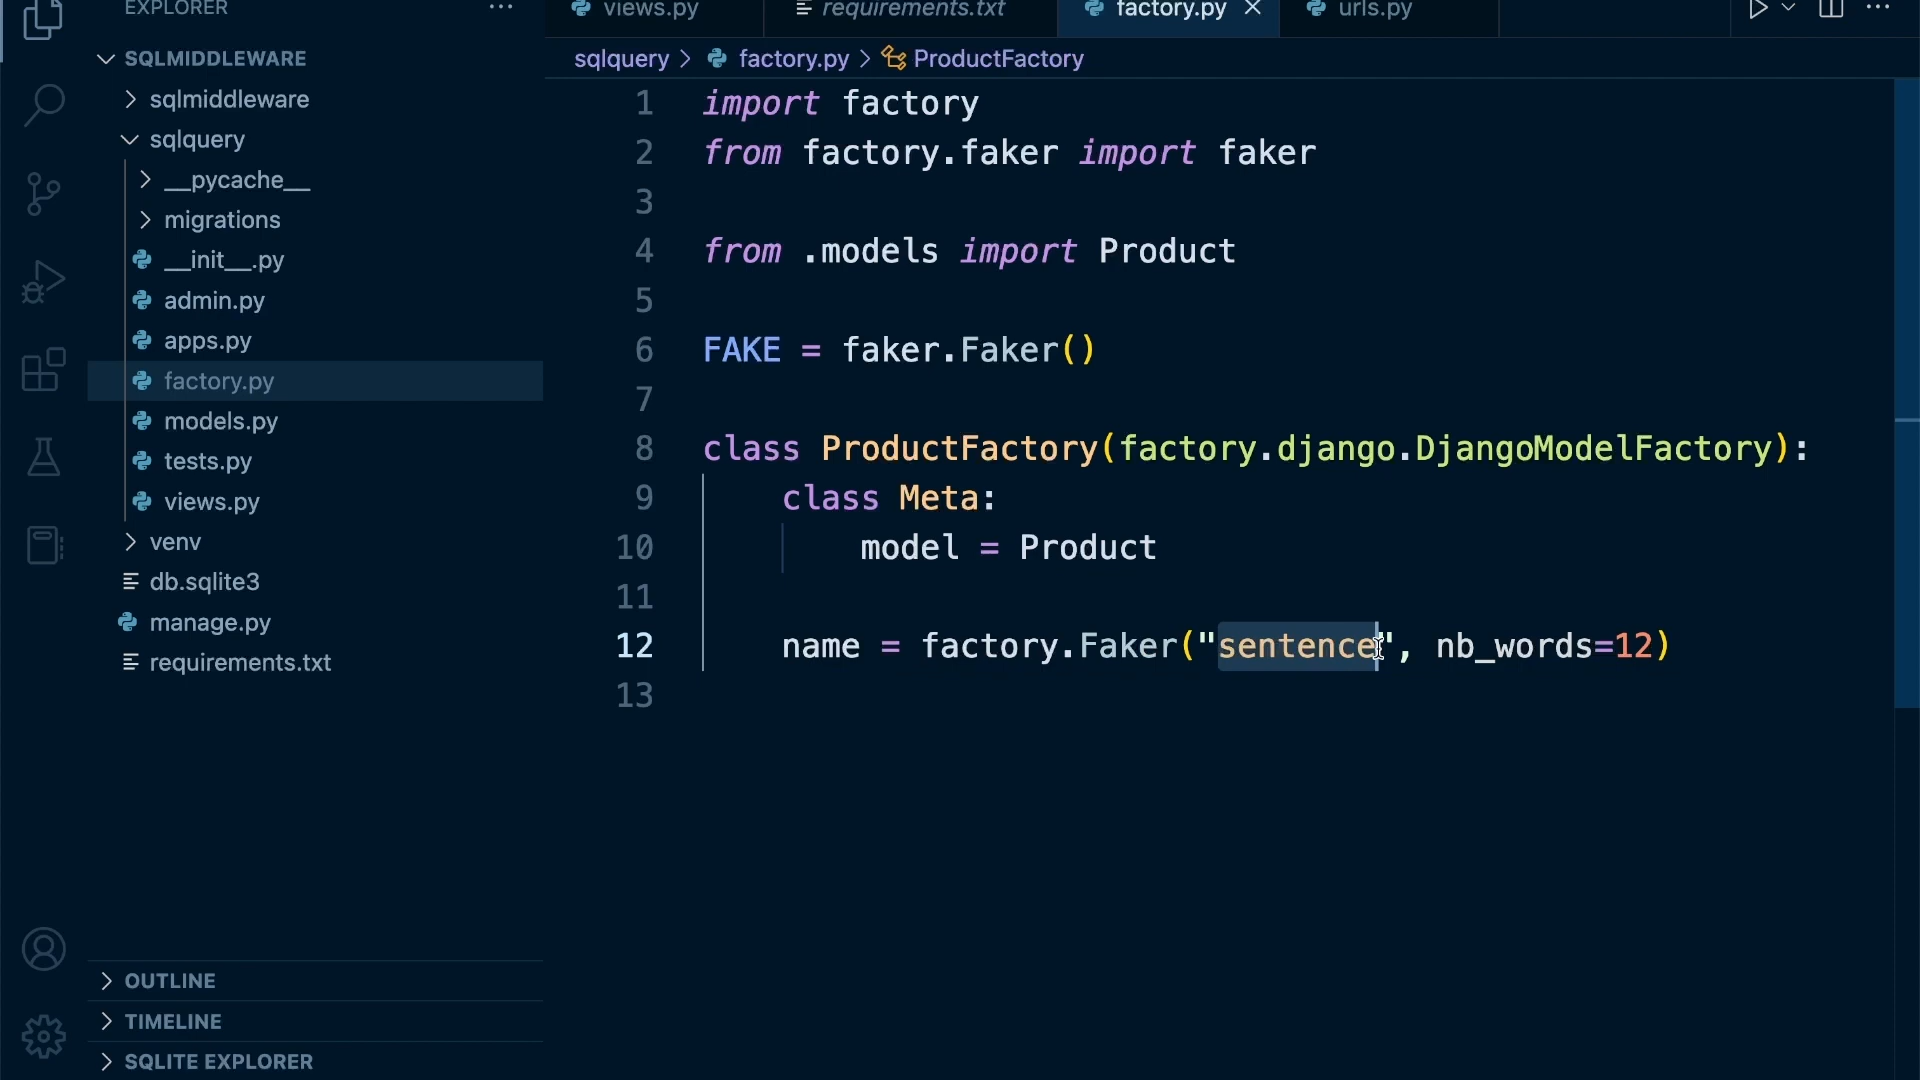 EXPLORER
SQLMIDDLEWARE
sqlmiddleware
sqlquery
__pycache__
migrations
__init__.py
admin.py
apps.py
factory.py
models.py
tests.py
views.py
venv
db.sqlite3
manage.py
requirements.txt
OUTLINE
TIMELINE
SQLITE EXPLORER
views.py requirements.txt factory.py urls.py
sqlquery > factory.py > ProductFactory
1 import factory
2 from factory.faker import faker
3
4 from .models import Product
5
6 FAKE = faker.Faker()
7
8 class ProductFactory(factory.django.DjangoModelFactory):
9 class Meta:
10 model = Product
11
12 name = factory.Faker("sentence", nb_words=12)
13